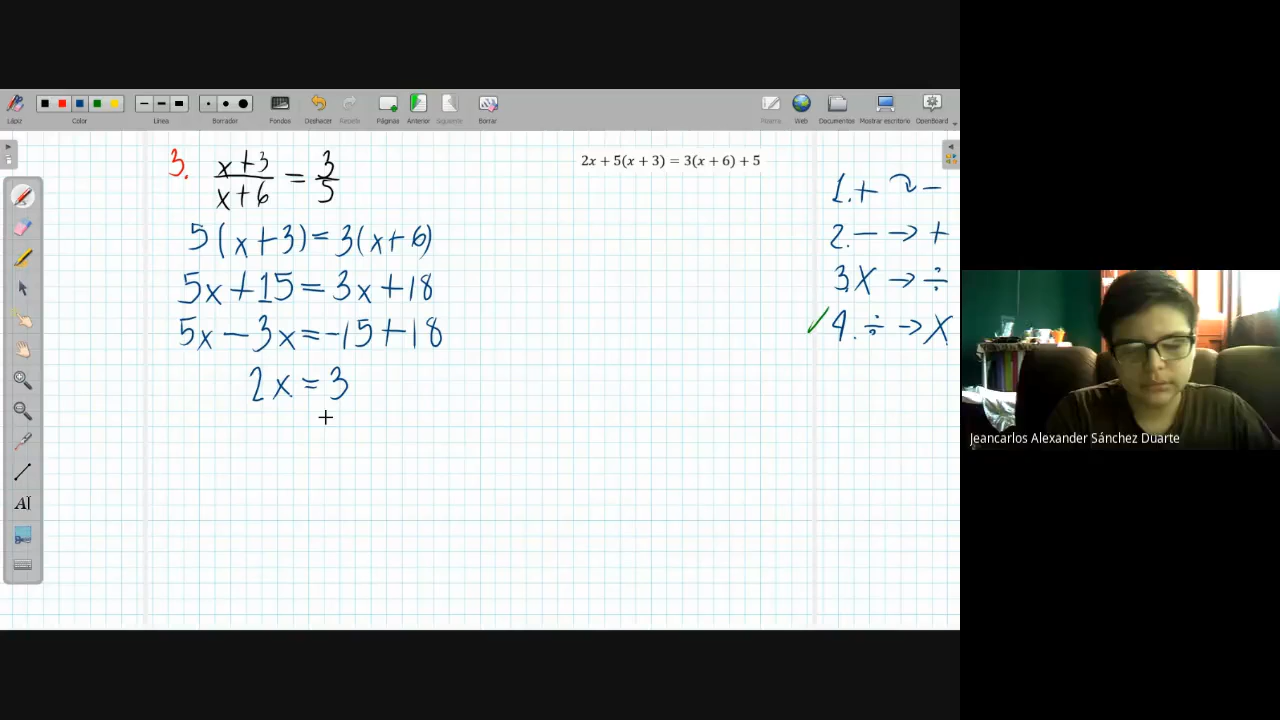 Lápiz Color Línea Borrador Fondos Deshacer Rehacer Páginas Anterior Siguiente Borrar Pizarra Web Documentos Mostrar escritorio OpenBoard
3. x+3/x+6 = 3/5
2x + 5(x + 3) = 3(x + 6) + 5
5(x+3)=3(x+6)
5x+15=3x+18
5x-3x=-15+18
2x=3
1.+ ↷ -
2.- → +
3.X → ÷
✓ 4. ÷ → X
AI
Jeancarlos Alexander Sánchez Duarte